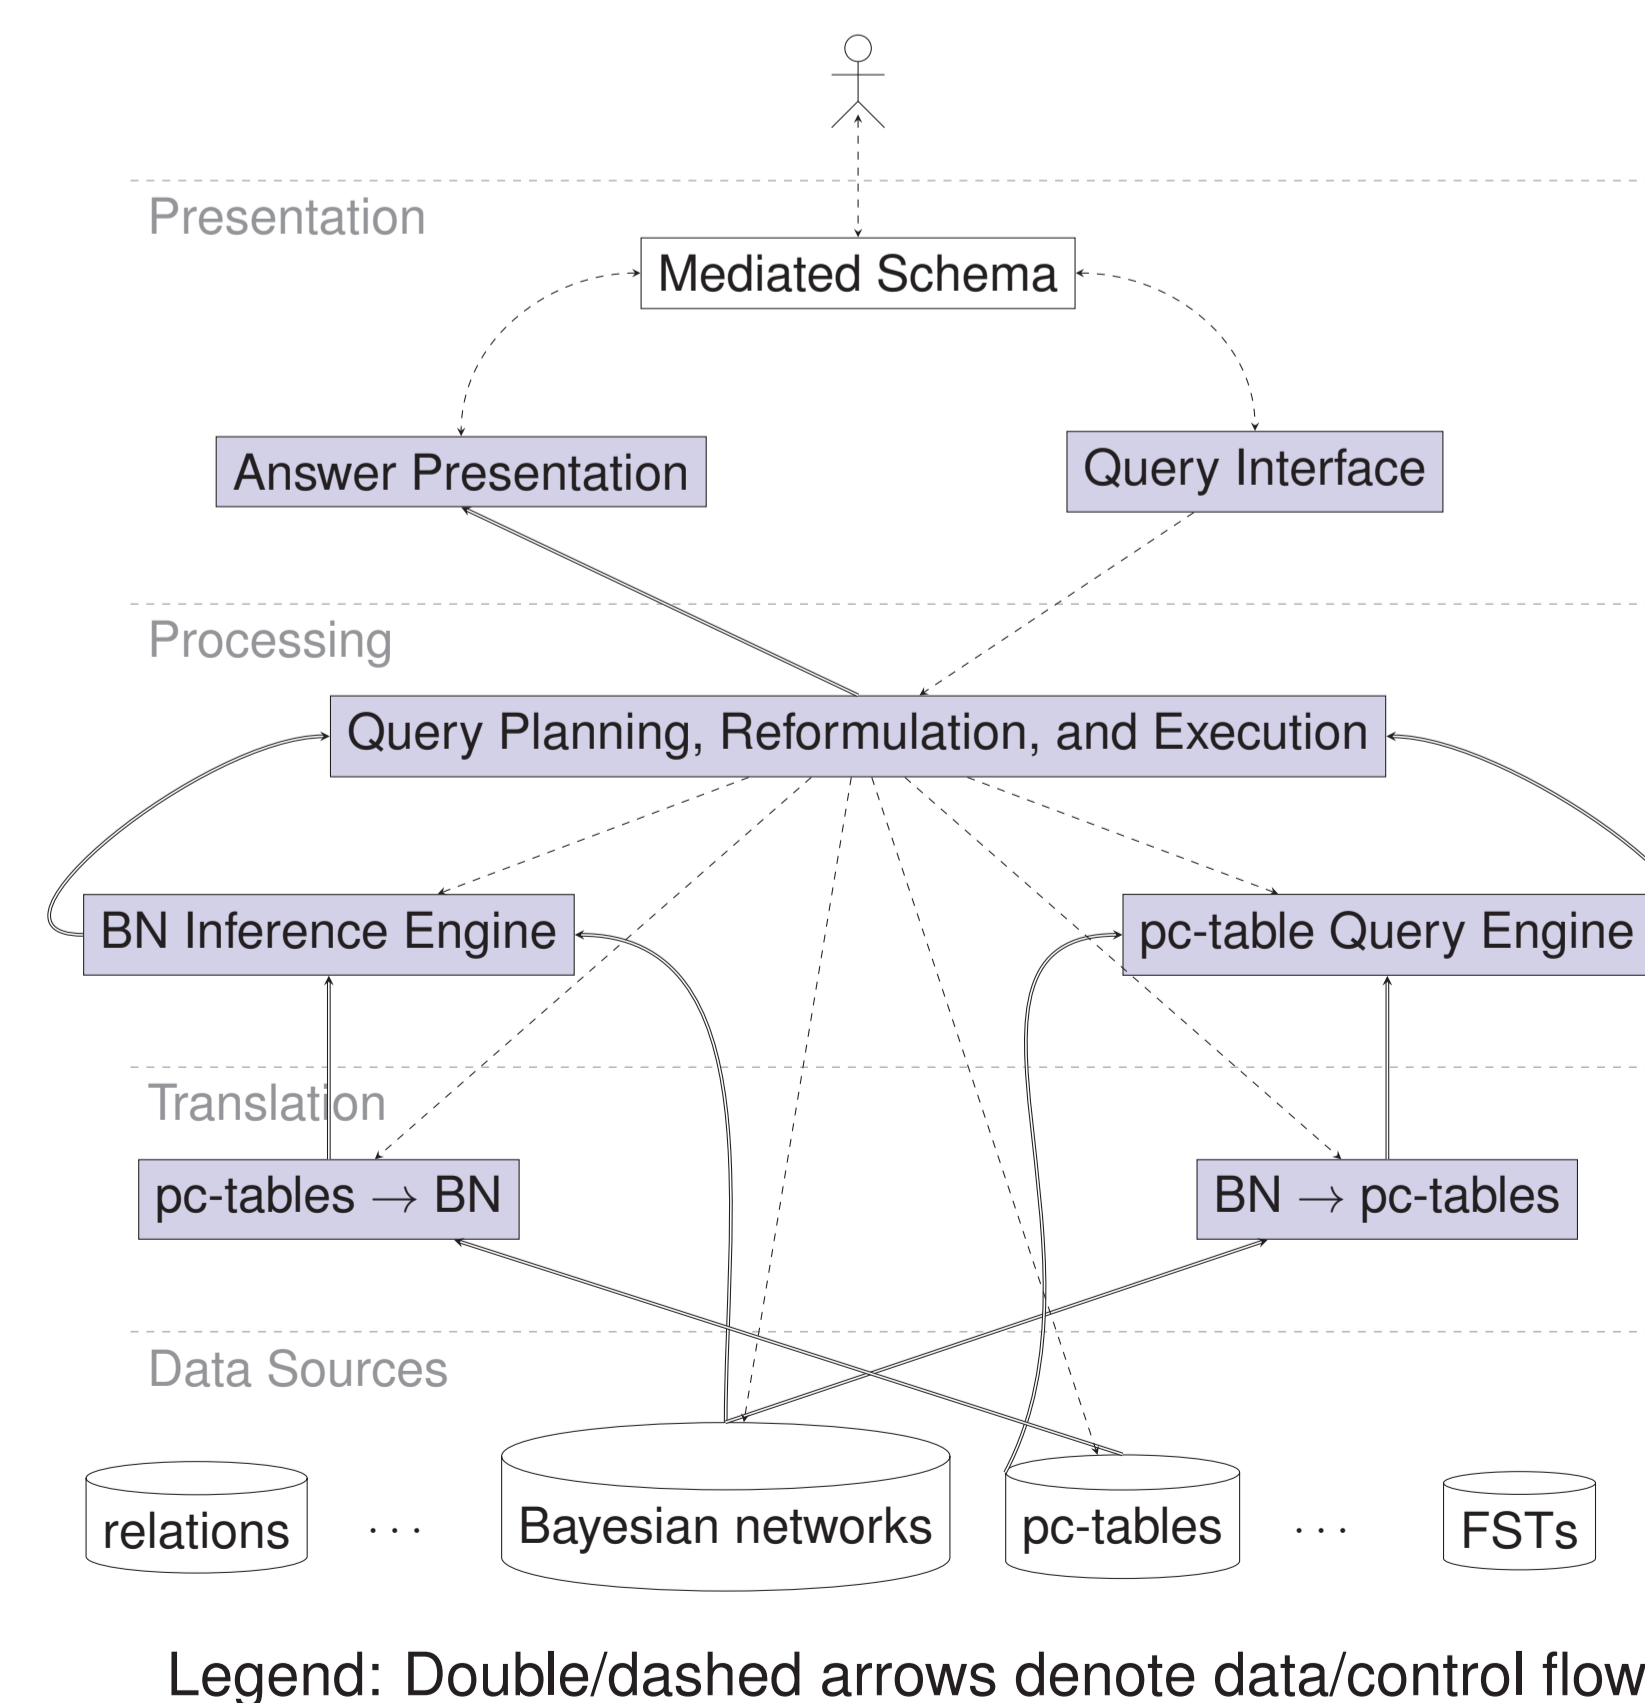 Presentation
Mediated Schema
Answer Presentation
Query Interface
Processing
Query Planning, Reformulation, and Execution
BN Inference Engine
pc-table Query Engine
Translation
pc-tables → BN
BN → pc-tables
Data Sources
relations
...
Bayesian networks
pc-tables
...
FSTs
Legend: Double/dashed arrows denote data/control flow